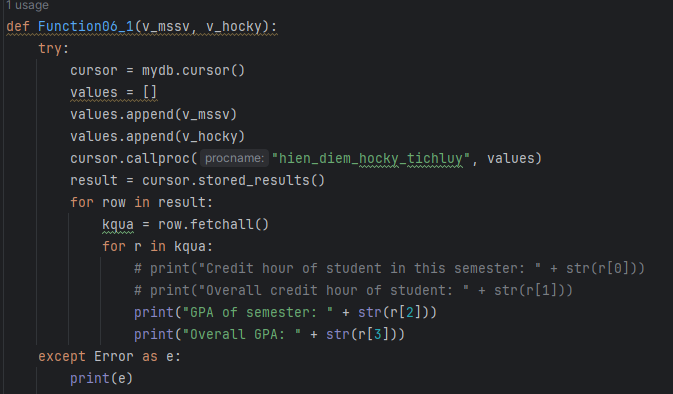 1 usage
def Function06_1(v_mssv, v_hocky):
    try:
        cursor = mydb.cursor()
        values = []
        values.append(v_mssv)
        values.append(v_hocky)
        cursor.callproc( procname: "hien_diem_hocky_tichluy", values)
        result = cursor.stored_results()
        for row in result:
            kqua = row.fetchall()
            for r in kqua:
                # print("Credit hour of student in this semester: " + str(r[0]))
                # print("Overall credit hour of student: " + str(r[1]))
                print("GPA of semester: " + str(r[2]))
                print("Overall GPA: " + str(r[3]))
    except Error as e:
        print(e)